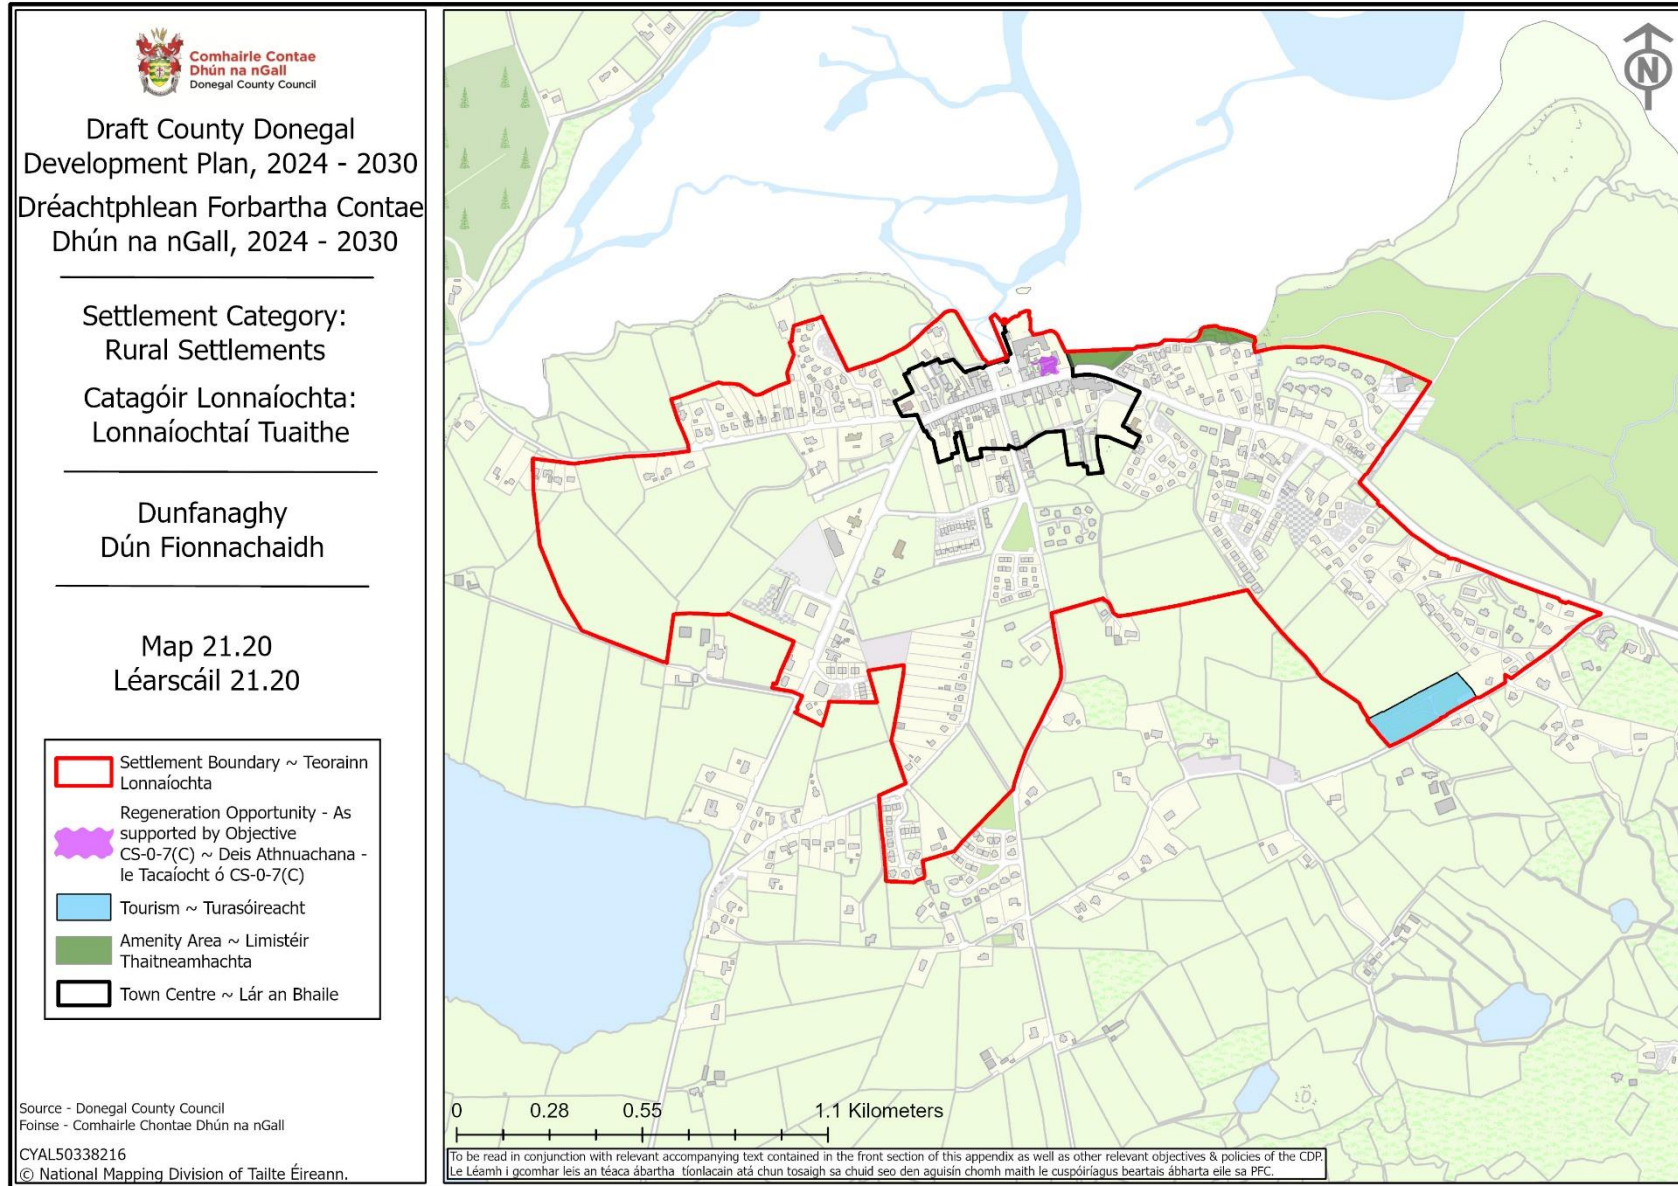 Comhairle Contae
Dhún na nGall
Donegal County Council
Draft County Donegal
Development Plan, 2024 - 2030
Dréachtphlean Forbartha Contae
Dhún na nGall, 2024 - 2030
Settlement Category:
Rural Settlements
Catagóir Lonnaíochta:
Lonnaíochtaí Tuaithe
Dunfanaghy
Dún Fionnachaidh
Map 21.20
Léarscáil 21.20
Settlement Boundary ~ Teorainn
Lonnaíochta
Regeneration Opportunity - As
supported by Objective
CS-0-7(C) ~ Deis Athnuachana -
le Tacaíocht ó CS-0-7(C)
Tourism ~ Turasóireacht
Amenity Area ~ Limistéir
Thaitneamhachta
Town Centre ~ Lár an Bhaile
Source - Donegal County Council
Foinse - Comhairle Chontae Dhún na nGall
CYAL50338216
© National Mapping Division of Tailte Éireann.
N
0 0.28 0.55 1.1 Kilometers
To be read in conjunction with relevant accompanying text contained in the front section of this appendix as well as other relevant objectives & policies of the CDP.
Le Léamh i gcomhar leis an téaca ábartha tíonlacain atá chun tosaigh sa chuid seo den aguisín chomh maith le cuspóiríagus beartais ábharta eile sa PFC.